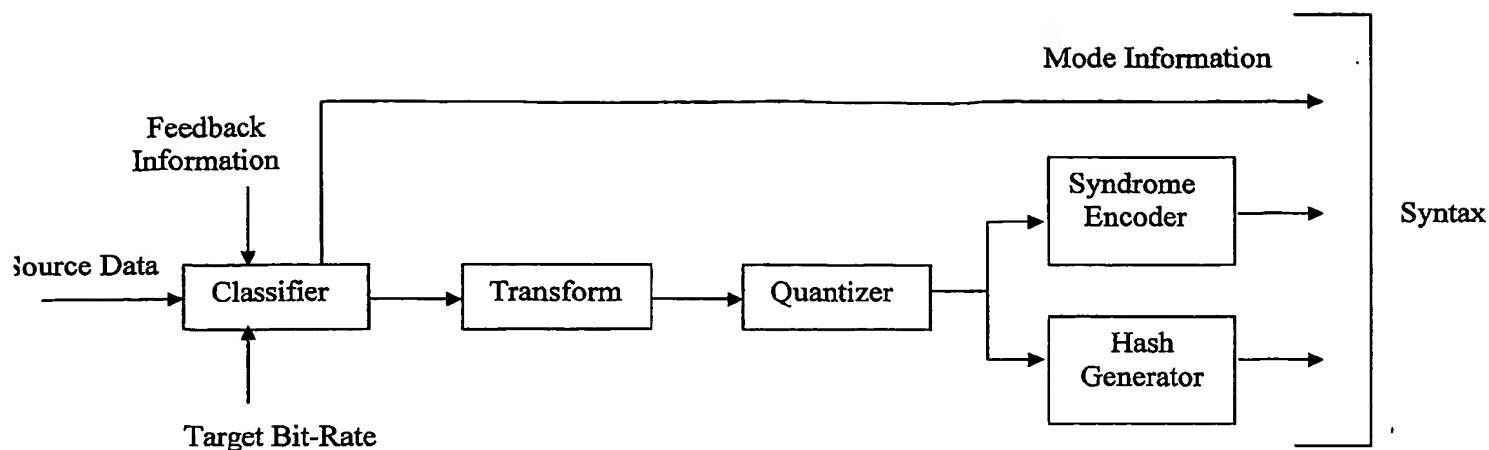 Mode Information
Feedback
Information
Syndrome
Encoder
Syntax
Source Data
Classifier
Transform
Quantizer
Hash
Generator
Target Bit-Rate